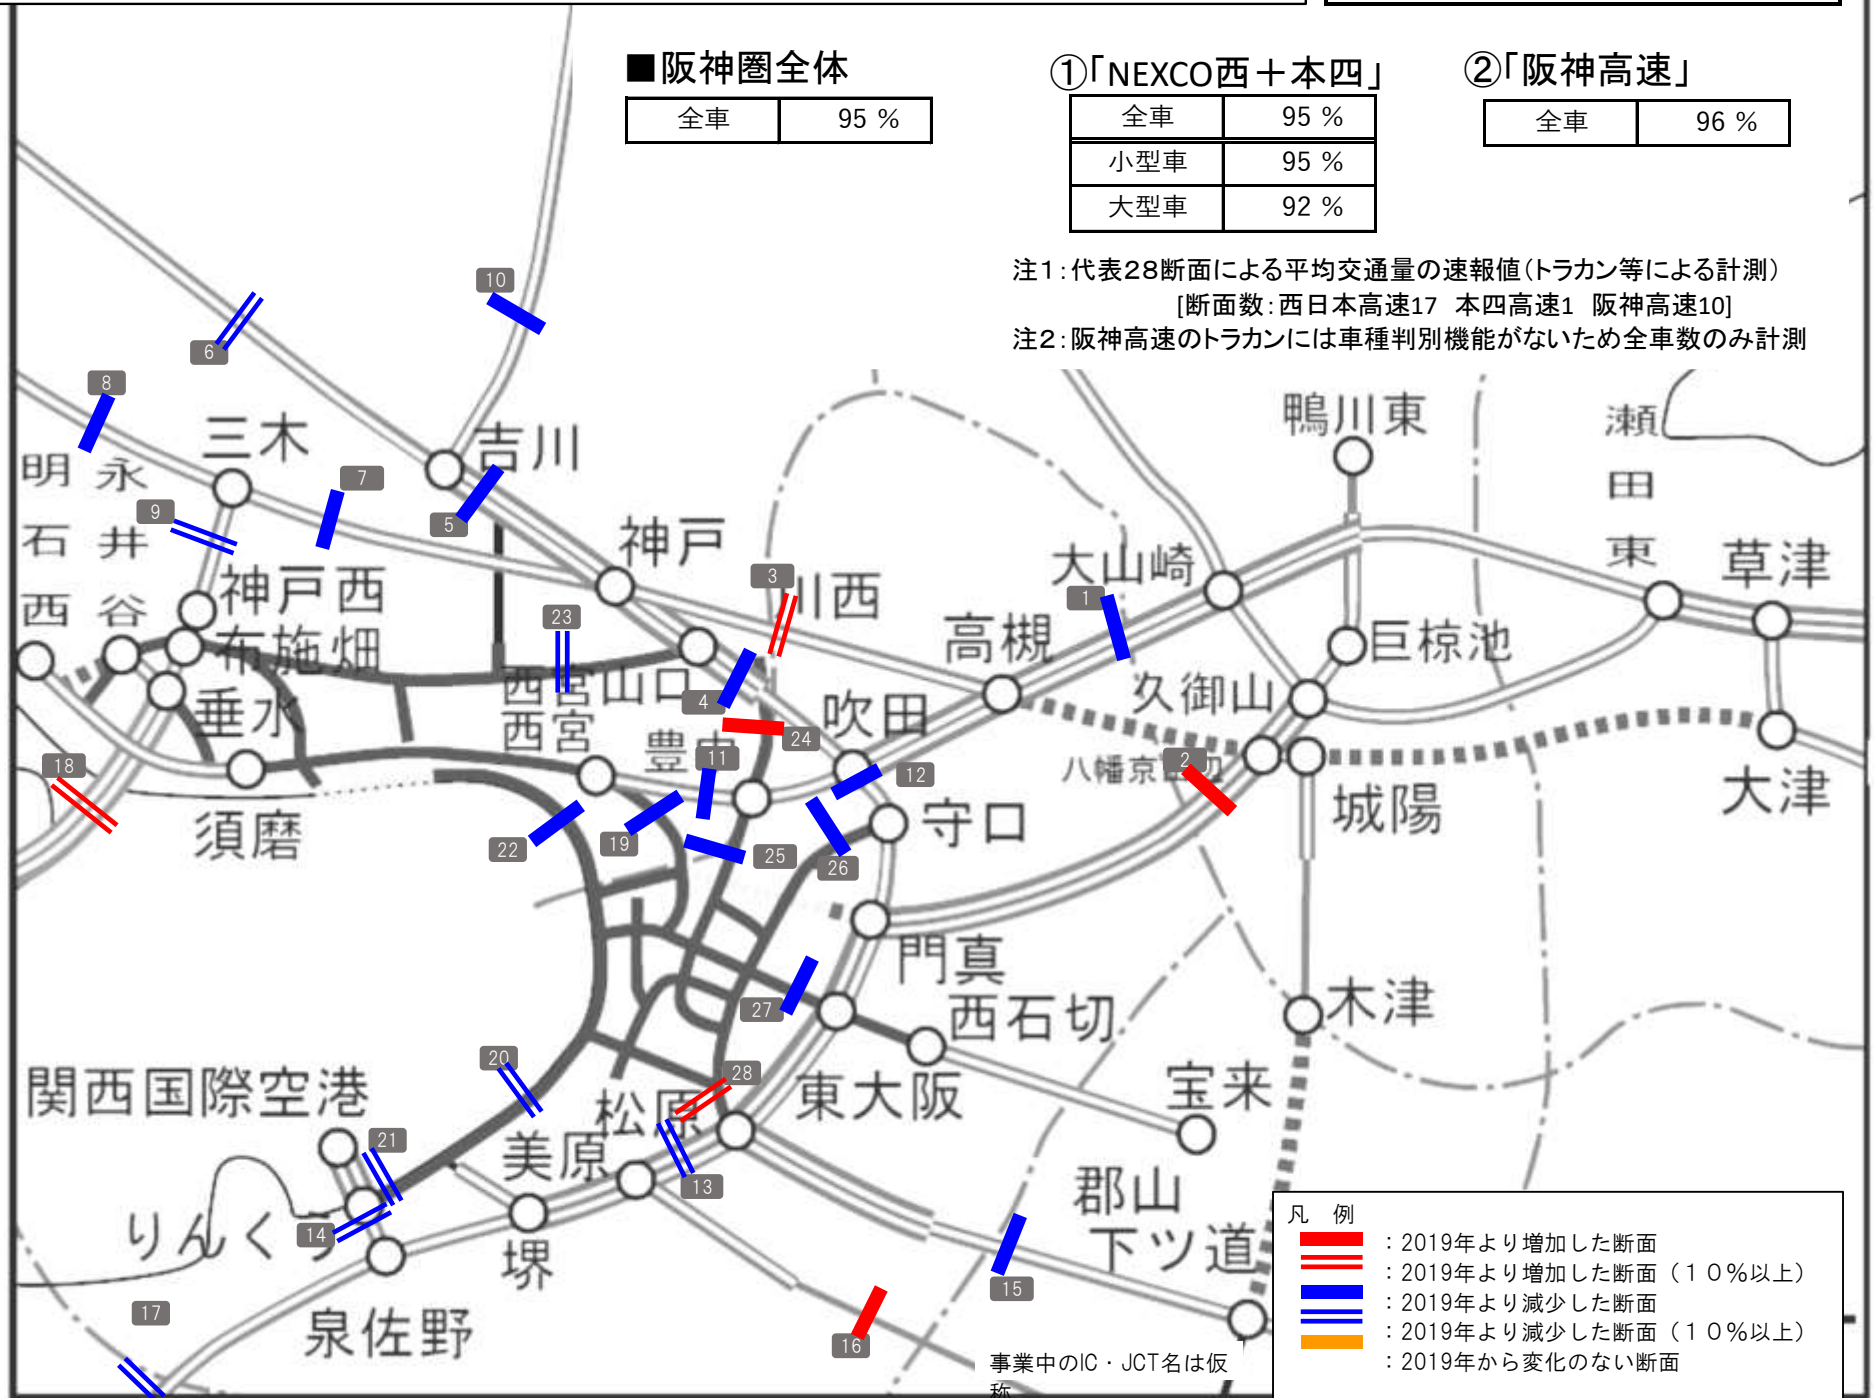 ■阪神圏全体
全車 95 %
①「NEXCO西＋本四」
全車 95 %
小型車 95 %
大型車 92 %
②「阪神高速」
全車 96 %
注１：代表２８断面による平均交通量の速報値（トラカン等による計測）
［断面数：西日本高速17 本四高速1 阪神高速10］
注２：阪神高速のトラカンには車種判別機能がないため全車数のみ計測
10
6
8
三木
吉川
鴨川東
瀬田東
明石西
永井谷
7
9
5
神戸
3
川西
大山崎
1
草津
神戸西
布施畑
23
高槻
巨椋池
西宮山口
4
久御山
垂水
西宮
豊中
24
吹田
11
12
八幡京田辺
2
18
須磨
22
19
25
26
守口
城陽
大津
門真
27
西石切
木津
関西国際空港
20
松原
28
東大阪
宝来
21
美原
13
郡山下ツ道
りんくう
14
堺
15
17
泉佐野
16
事業中のIC・JCT名は仮
称
凡 例
：2019年より増加した断面
：2019年より増加した断面（１０％以上）
：2019年より減少した断面
：2019年より減少した断面（１０％以上）
：2019年から変化のない断面